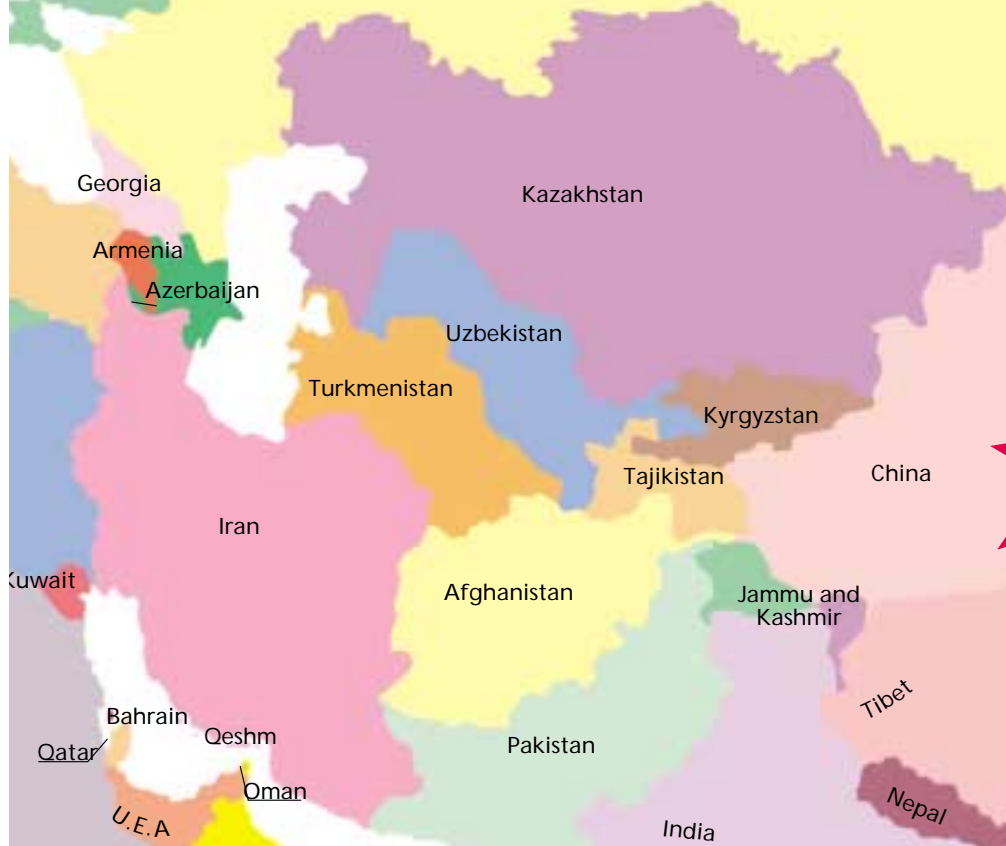 Georgia
Kazakhstan
Armenia
Azerbaijan
Uzbekistan
Turkmenistan
Kyrgyzstan
Tajikistan
China
Iran
Kuwait
Afghanistan
Jammu and
Kashmir
Tibet
Bahrain
Qeshm
Qatar
Pakistan
Oman
U.E.A
Nepal
India